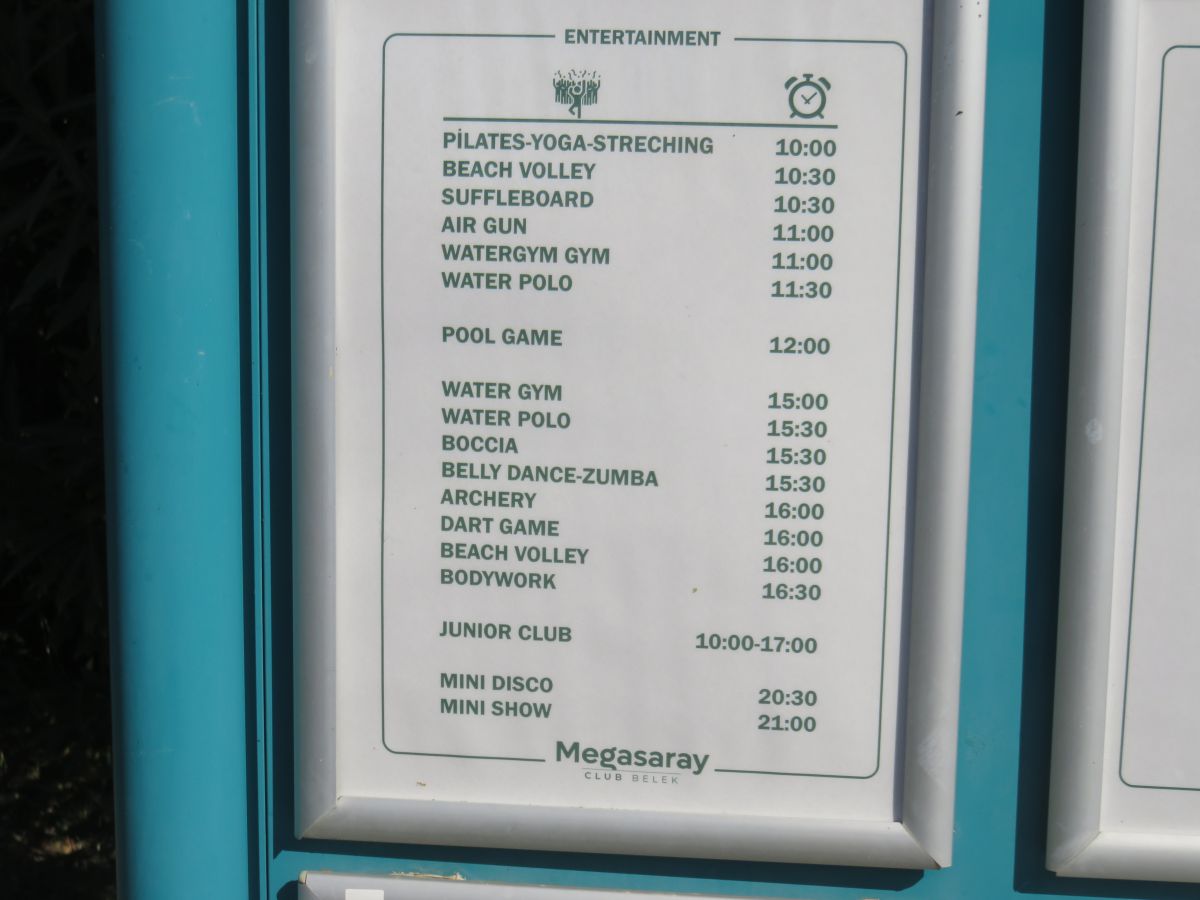 ENTERTAINMENT
PİLATES-YOGA-STRECHING 10:00
BEACH VOLLEY 10:30
SUFFLEBOARD 10:30
AIR GUN 11:00
WATERGYM GYM 11:00
WATER POLO 11:30
POOL GAME 12:00
WATER GYM 15:00
WATER POLO 15:30
BOCCIA 15:30
BELLY DANCE-ZUMBA 15:30
ARCHERY 16:00
DART GAME 16:00
BEACH VOLLEY 16:00
BODYWORK 16:30
JUNIOR CLUB 10:00-17:00
MINI DISCO 20:30
MINI SHOW 21:00
Megasaray
CLUB BELEK